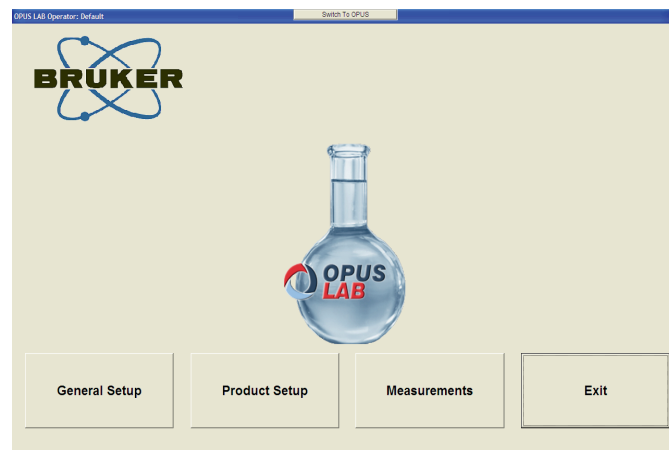 OPUS LAB Operator: Default
Switch To OPUS
BRUKER
OPUS
LAB
General Setup
Product Setup
Measurements
Exit